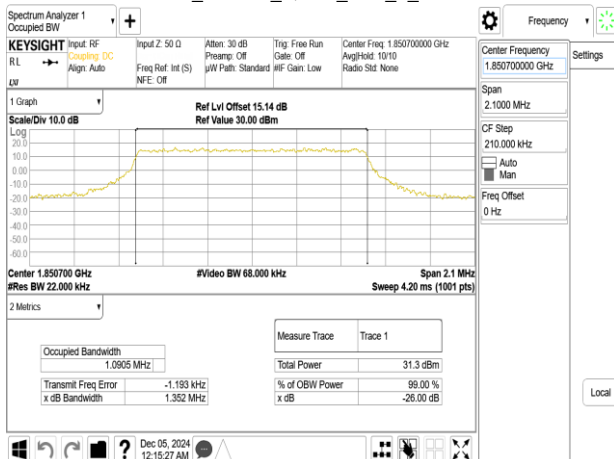 Spectrum Analyzer 1
Occupied BW
Frequency
KEYSIGHT
RL
Input: RF
Coupling: DC
Align: Auto
Input Z: 50 Ω
Freq Ref: Int (S)
NFE: Off
Atten: 30 dB
Preamp: Off
µW Path: Standard
Trig: Free Run
Gate: Off
#IF Gain: Low
Center Freq: 1.850700000 GHz
Avg|Hold: 10/10
Radio Std: None
Center Frequency
1.850700000 GHz
Settings
Span
2.1000 MHz
CF Step
210.000 kHz
Auto
Man
Freq Offset
0 Hz
Local
1 Graph
Scale/Div 10.0 dB
Ref Lvl Offset 15.14 dB
Ref Value 30.00 dBm
Log
20.0
10.0
0.00
-10.0
-20.0
-30.0
-40.0
-50.0
-60.0
Center 1.850700 GHz
#Video BW 68.000 kHz
Span 2.1 MHz
#Res BW 22.000 kHz
Sweep 4.20 ms (1001 pts)
2 Metrics
Measure Trace
Trace 1
Occupied Bandwidth
1.0905 MHz
Total Power
31.3 dBm
Transmit Freq Error
-1.193 kHz
% of OBW Power
99.00 %
x dB Bandwidth
1.352 MHz
x dB
-26.00 dB
?
Dec 05, 2024
12:15:27 AM